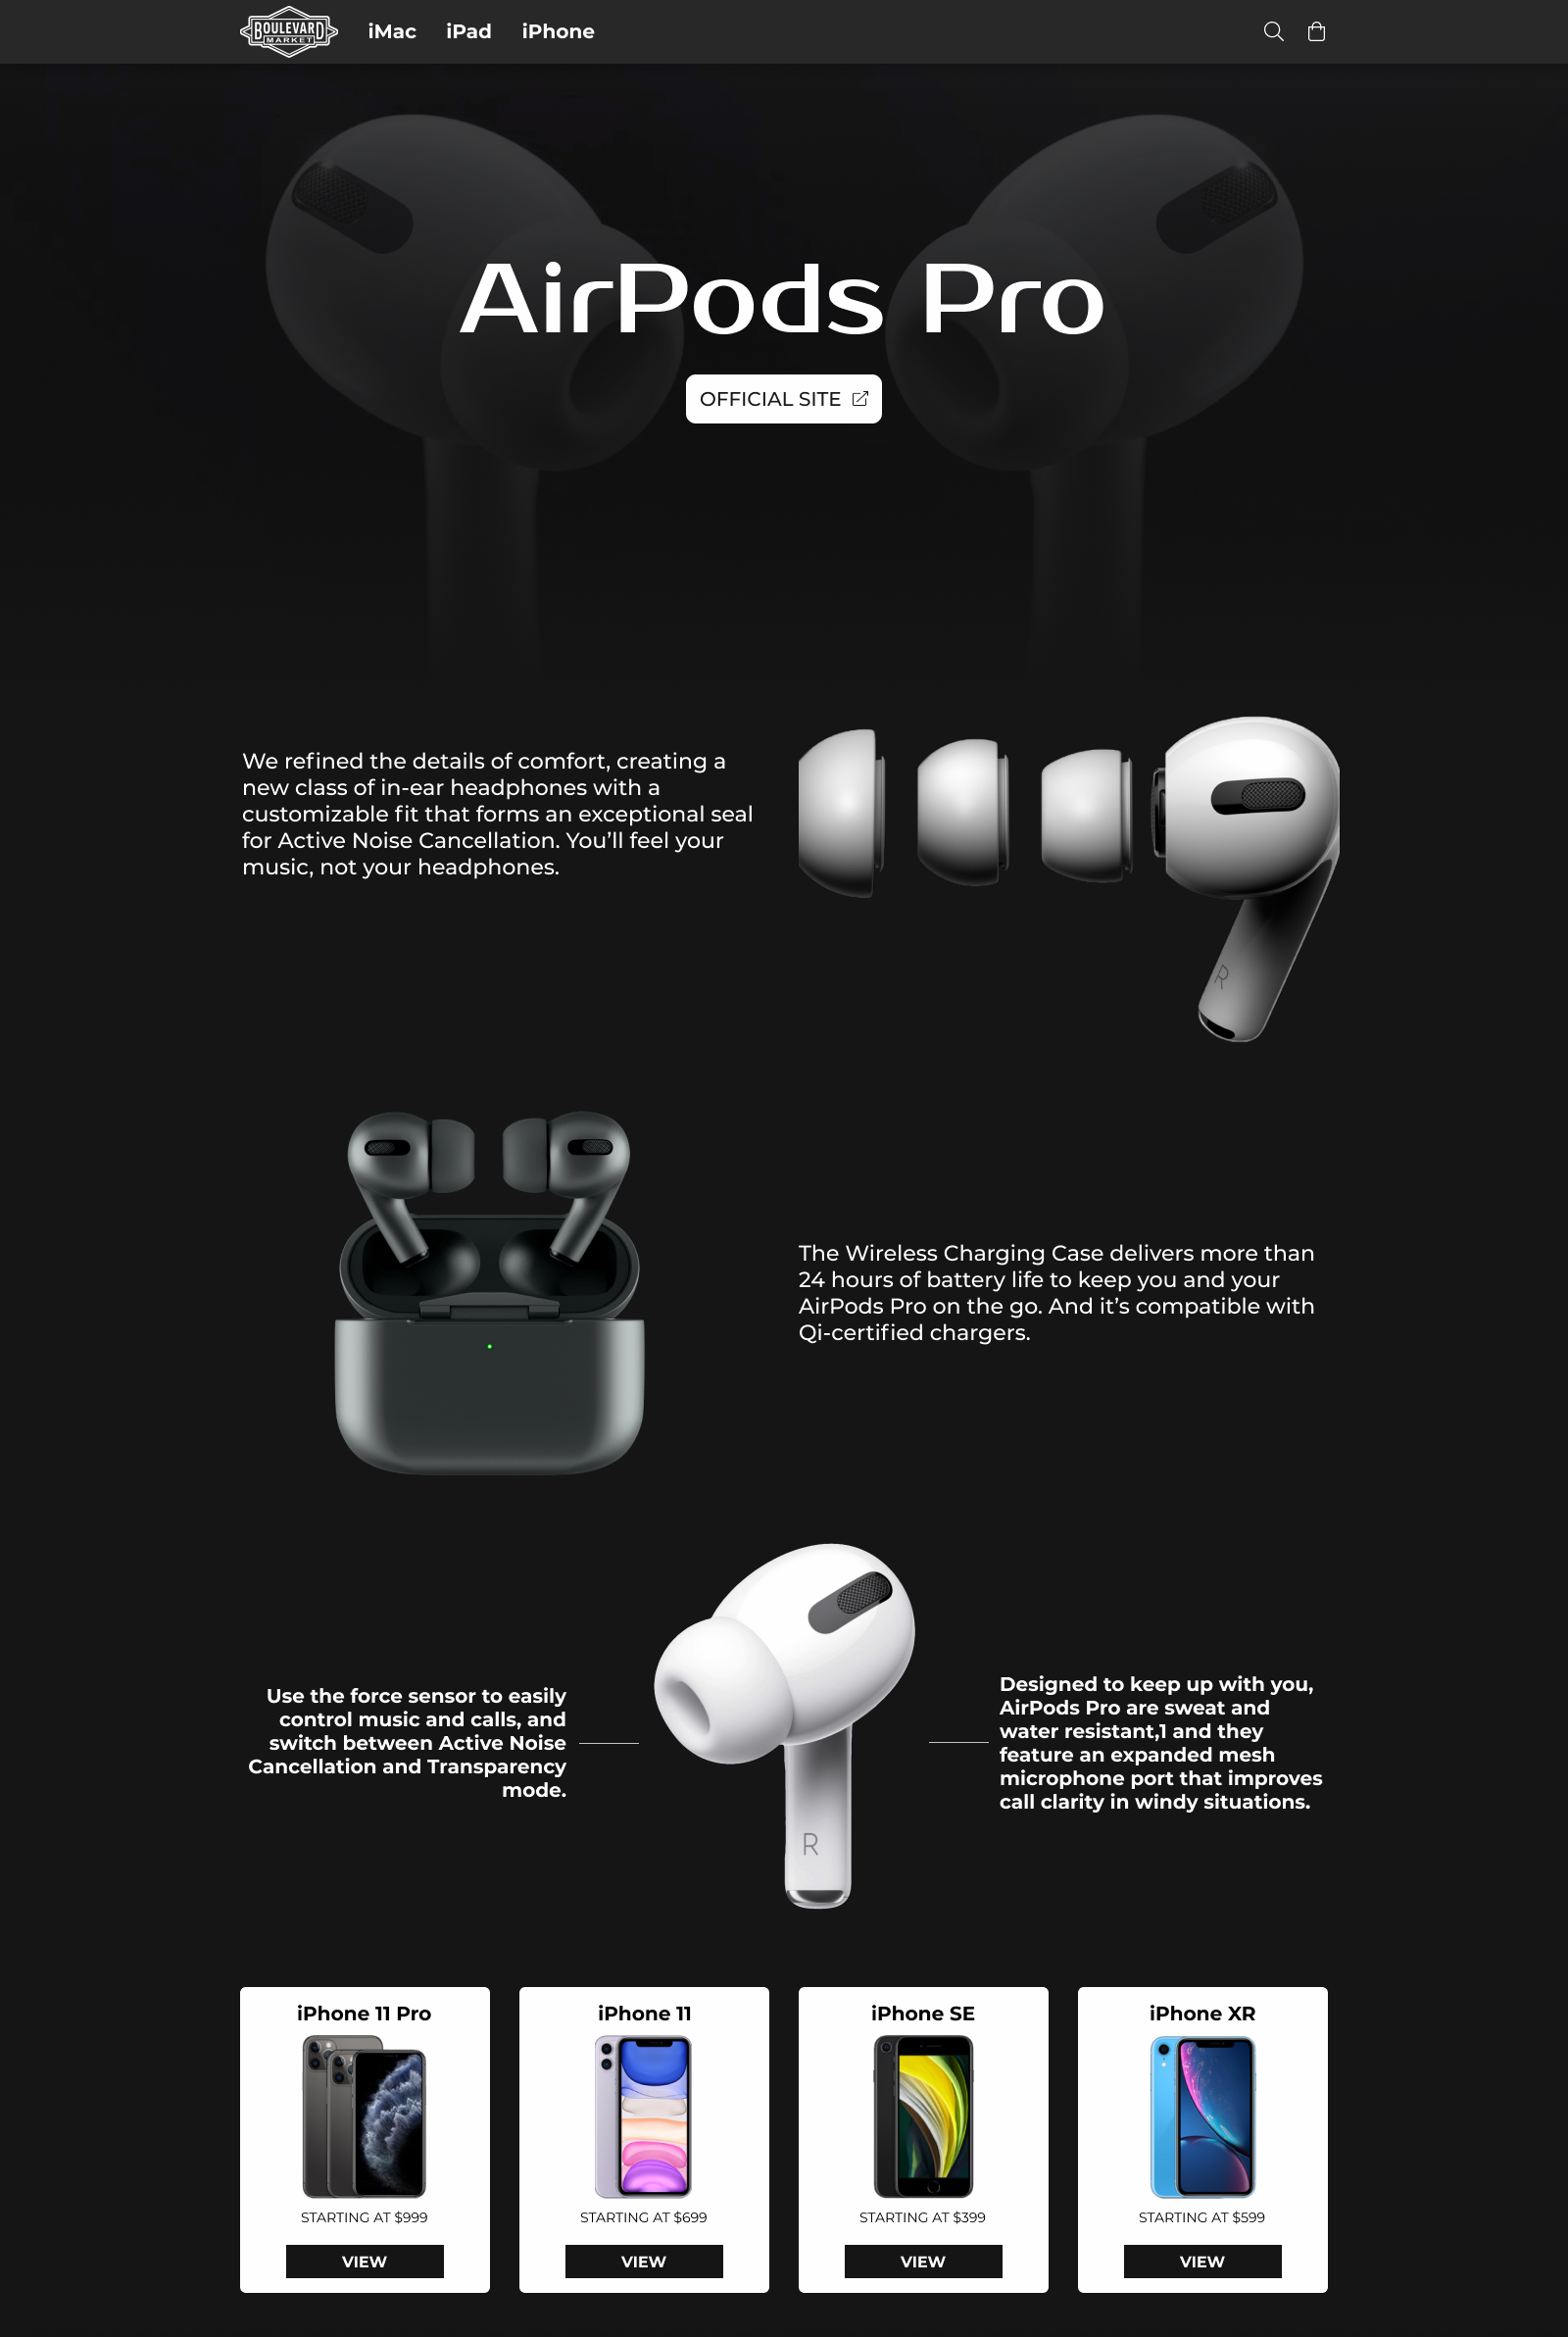 BOULEVARD
MARKET
iMac iPad iPhone
AirPods Pro
OFFICIAL SITE
We refined the details of comfort, creating a
new class of in-ear headphones with a
customizable fit that forms an exceptional seal
for Active Noise Cancellation. You’ll feel your
music, not your headphones.
R
The Wireless Charging Case delivers more than
24 hours of battery life to keep you and your
AirPods Pro on the go. And it’s compatible with
Qi-certified chargers.
Use the force sensor to easily
control music and calls, and
switch between Active Noise
Cancellation and Transparency
mode.
Designed to keep up with you,
AirPods Pro are sweat and
water resistant,1 and they
feature an expanded mesh
microphone port that improves
call clarity in windy situations.
R
iPhone 11 Pro
STARTING AT $999
VIEW
iPhone 11
STARTING AT $699
VIEW
iPhone SE
STARTING AT $399
VIEW
iPhone XR
STARTING AT $599
VIEW